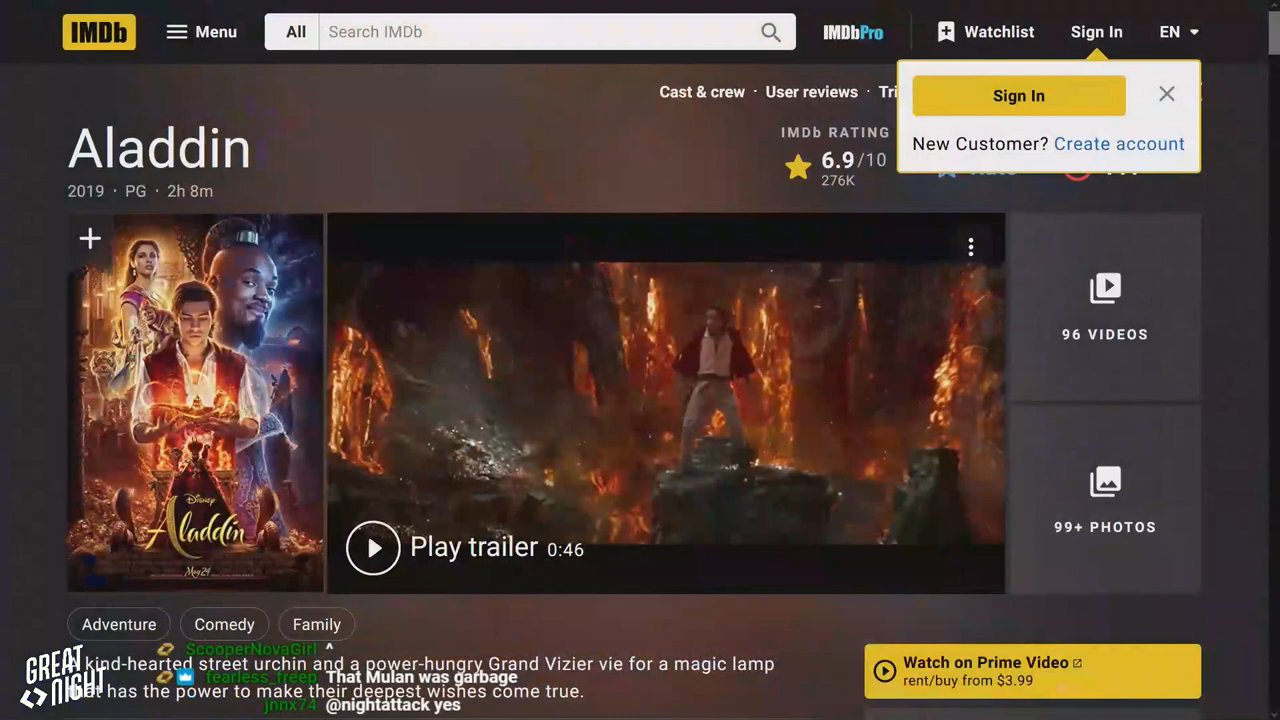 IMDb
Menu
All
Search IMDb
IMDbPro
Watchlist
Sign In
EN
Cast & crew · User reviews ·
Sign In
New Customer? Create account
Aladdin
2019 · PG · 2h 8m
IMDb RATING
6.9/10
276K
DISNEY
Aladdin
May 24
Play trailer 0:46
96 VIDEOS
99+ PHOTOS
Adventure
Comedy
Family
ScooperNovaGirl ^
kind-hearted street urchin and a power-hungry Grand Vizier vie for a magic lamp
tearless_freep That Mulan was garbage
has the power to make their deepest wishes come true.
jnnx74 @nightattack yes
GREAT NIGHT
Watch on Prime Video
rent/buy from $3.99